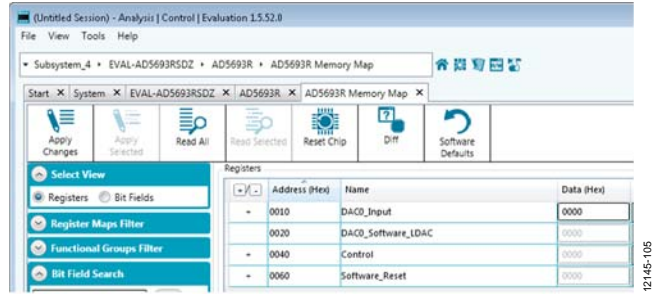 (Untitled Session) - Analysis | Control | Evaluation 1.5.52.0
File View Tools Help
Subsystem_4 EVAL-AD5693RSDZ AD5693R AD5693R Memory Map
Start X System X EVAL-AD5693RSDZ X AD5693R X AD5693R Memory Map X
Apply Changes
Apply Selected
Read All
Read Selected
Reset Chip
Diff
Software Defaults
Select View
Registers Bit Fields
Register Maps Filter
Functional Groups Filter
Bit Field Search
Registers
+/- Address (Hex) Name Data (Hex)
- 0010 DAC0_Input 0000
0020 DAC0_Software_LDAC 0000
- 0040 Control 0000
- 0060 Software_Reset 0000
12145-105